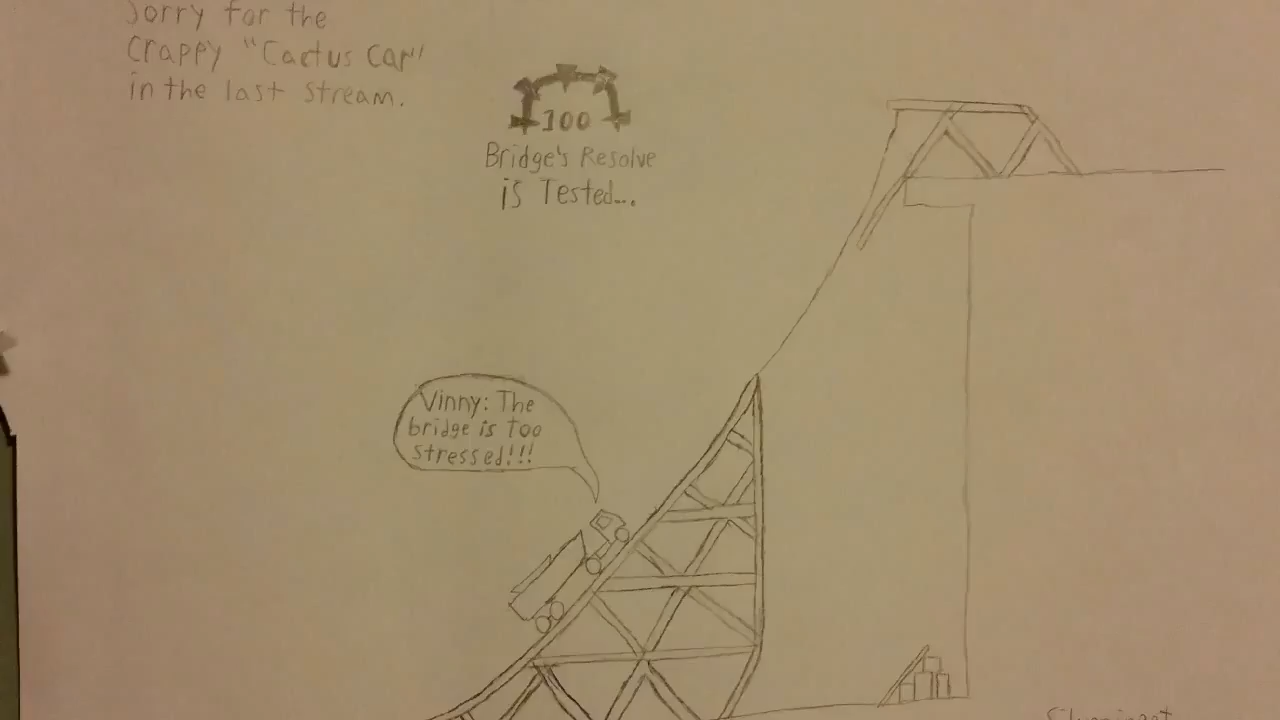 Sorry for the
crappy "Cactus Car"
in the last stream.
100
Bridge's Resolve
is Tested...
Vinny: The
bridge is too
stressed!!!